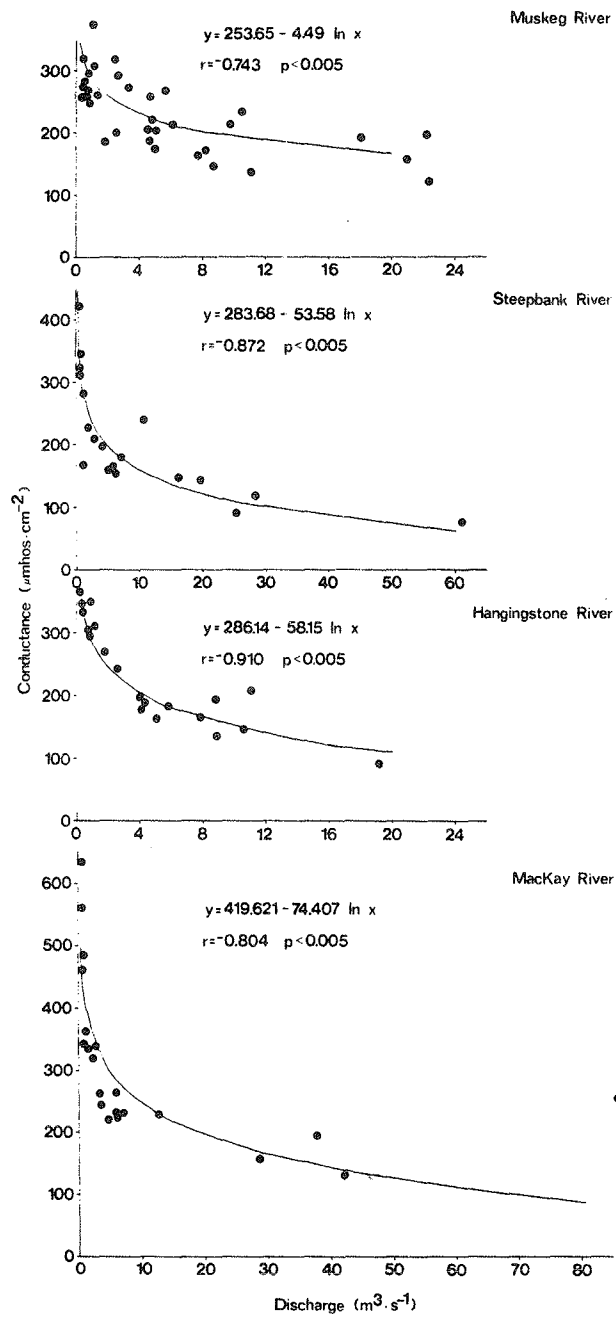 Muskeg River
y=253.65 - 4.49 ln x
r=-0.743 p<0.005
300
200
100
0
0 4 8 12 16 20 24
Steepbank River
y=283.68 - 53.58 ln x
r=-0.872 p<0.005
400
300
200
100
0
0 10 20 30 40 50 60
Hangingstone River
y=286.14-58.15 ln x
r=-0.910 p<0.005
300
200
100
0
0 4 8 12 16 20 24
MacKay River
y=419.621-74.407 ln x
r=-0.804 p<0.005
600
500
400
300
200
100
0
0 10 20 30 30 50 60 70 80
Conductance (µmhos·cm⁻²)
Discharge (m³·s⁻¹)